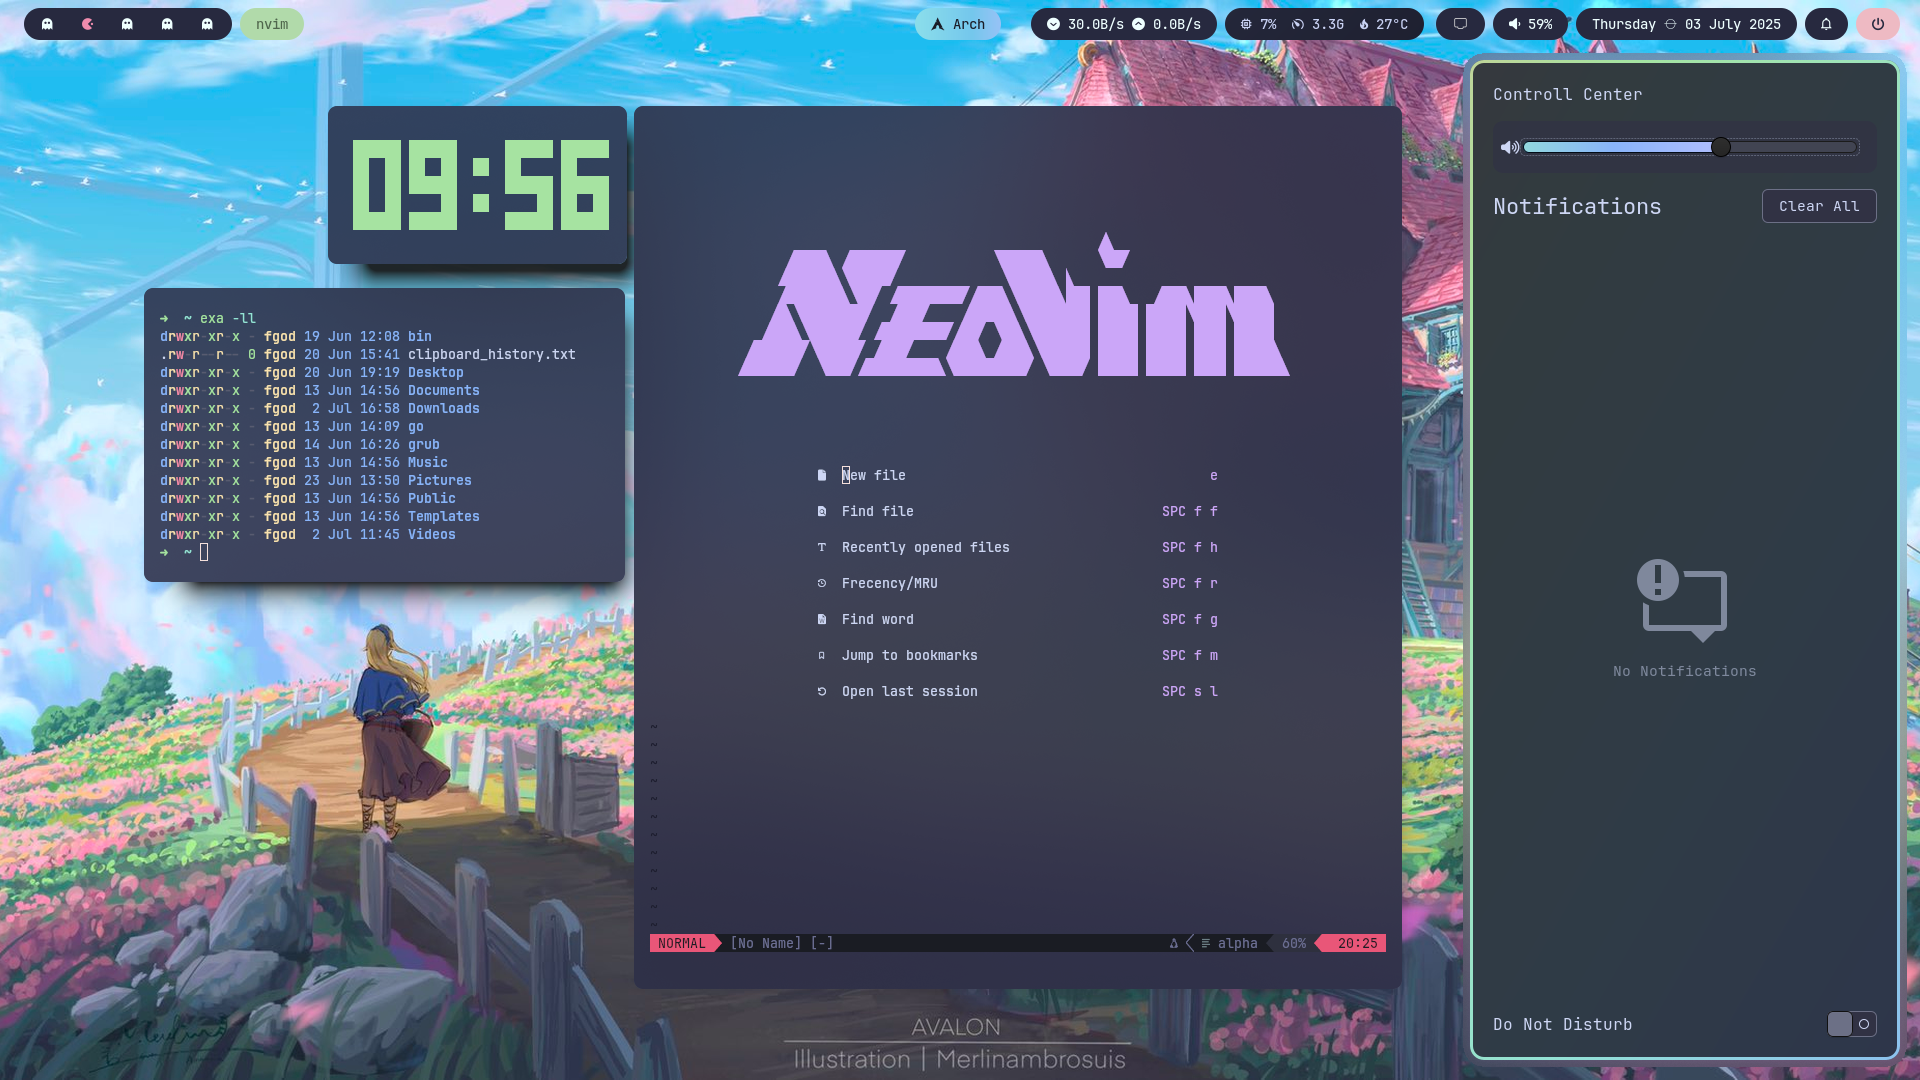 nvim
Arch
30.0B/s 0.0B/s
7% 3.3G 27°C
59%
Thursday 03 July 2025
09:56
➜ ~ exa -ll
drwxr-xr-x - fgod 19 Jun 12:08 bin
.rw-r--r-- 0 fgod 20 Jun 15:41 clipboard_history.txt
drwxr-xr-x - fgod 20 Jun 19:19 Desktop
drwxr-xr-x - fgod 13 Jun 14:56 Documents
drwxr-xr-x - fgod 2 Jul 16:58 Downloads
drwxr-xr-x - fgod 13 Jun 14:09 go
drwxr-xr-x - fgod 14 Jun 16:26 grub
drwxr-xr-x - fgod 13 Jun 14:56 Music
drwxr-xr-x - fgod 23 Jun 13:50 Pictures
drwxr-xr-x - fgod 13 Jun 14:56 Public
drwxr-xr-x - fgod 13 Jun 14:56 Templates
drwxr-xr-x - fgod 2 Jul 11:45 Videos
➜ ~
NEOVim
New file e
Find file SPC f f
Recently opened files SPC f h
Frecency/MRU SPC f r
Find word SPC f g
Jump to bookmarks SPC f m
Open last session SPC s l
~
~
~
~
~
~
~
~
~
~
~
~
NORMAL [No Name] [-] alpha 60% 20:25
Controll Center
Notifications Clear All
No Notifications
Do Not Disturb
AVALON
Illustration | Merlinambrosuis